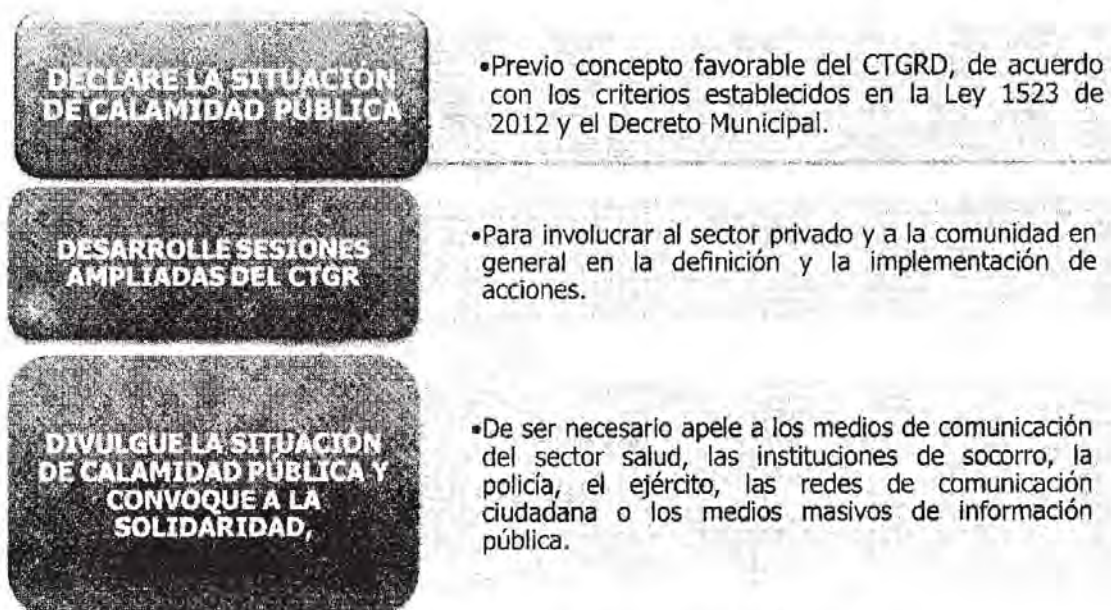 DECLARE LA SITUACIÓN
DE CALAMIDAD PÚBLICA
•Previo concepto favorable del CTGRD, de acuerdo
con los criterios establecidos en la Ley 1523 de
2012 y el Decreto Municipal.
DESARROLLE SESIONES
AMPLIADAS DEL CTGR
•Para involucrar al sector privado y a la comunidad en
general en la definición y la implementación de
acciones.
DIVULGUE LA SITUACIÓN
DE CALAMIDAD PÚBLICA Y
CONVOQUE A LA
SOLIDARIDAD,
•De ser necesario apele a los medios de comunicación
del sector salud, las instituciones de socorro, la
policía, el ejército, las redes de comunicación
ciudadana o los medios masivos de información
pública.